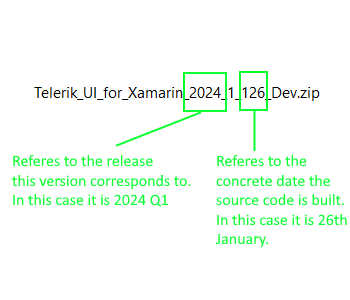 Telerik_UI_for_Xamarin_2024_1_126_Dev.zip
Referes to the release
this version corresponds to.
In this case it is 2024 Q1
Referes to the
concrete date the
source code is built.
In this case it is 26th
January.